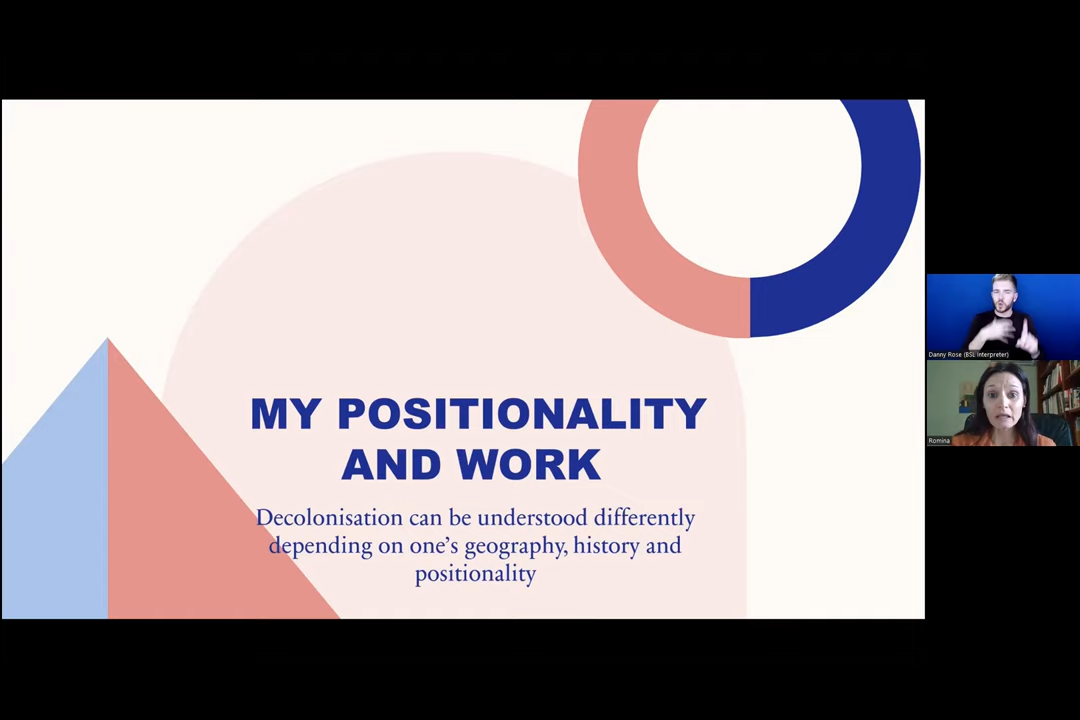 MY POSITIONALITY
AND WORK
Decolonisation can be understood differently
depending on one’s geography, history and
positionality
Danny Rose (BSL Interpreter)
Romina